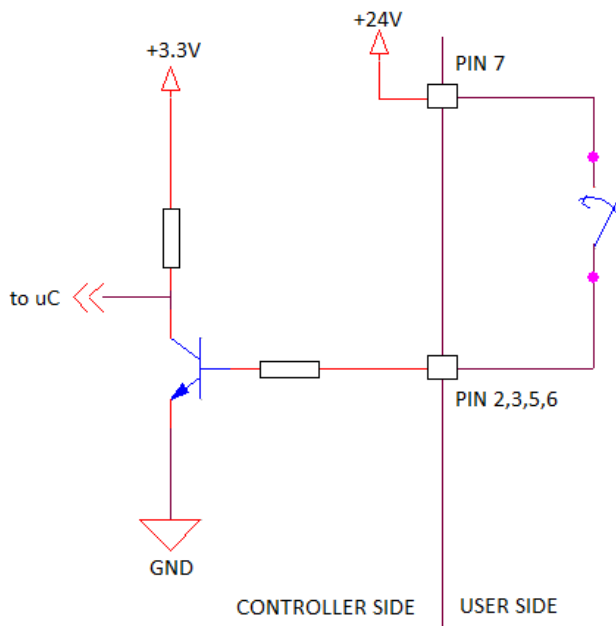 +24V
+3.3V
PIN 7
to uC
PIN 2,3,5,6
GND
CONTROLLER SIDE
USER SIDE